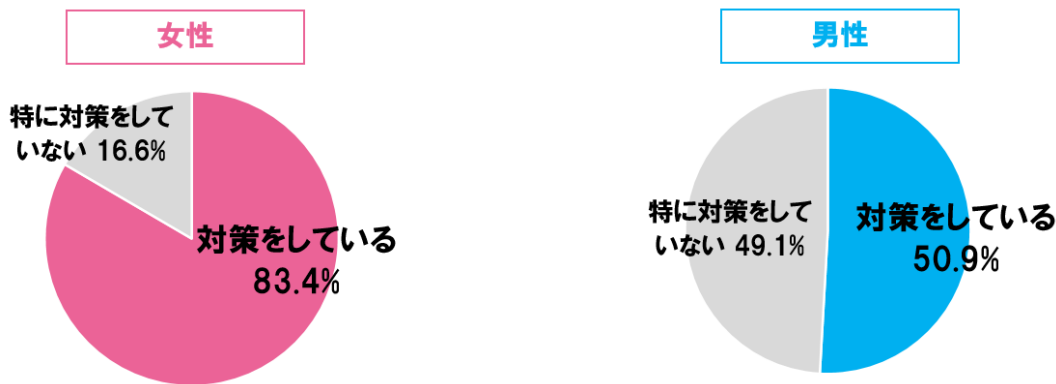 女性
特に対策をして
いない 16.6%
対策をしている
83.4%
男性
特に対策をして
いない 49.1%
対策をしている
50.9%